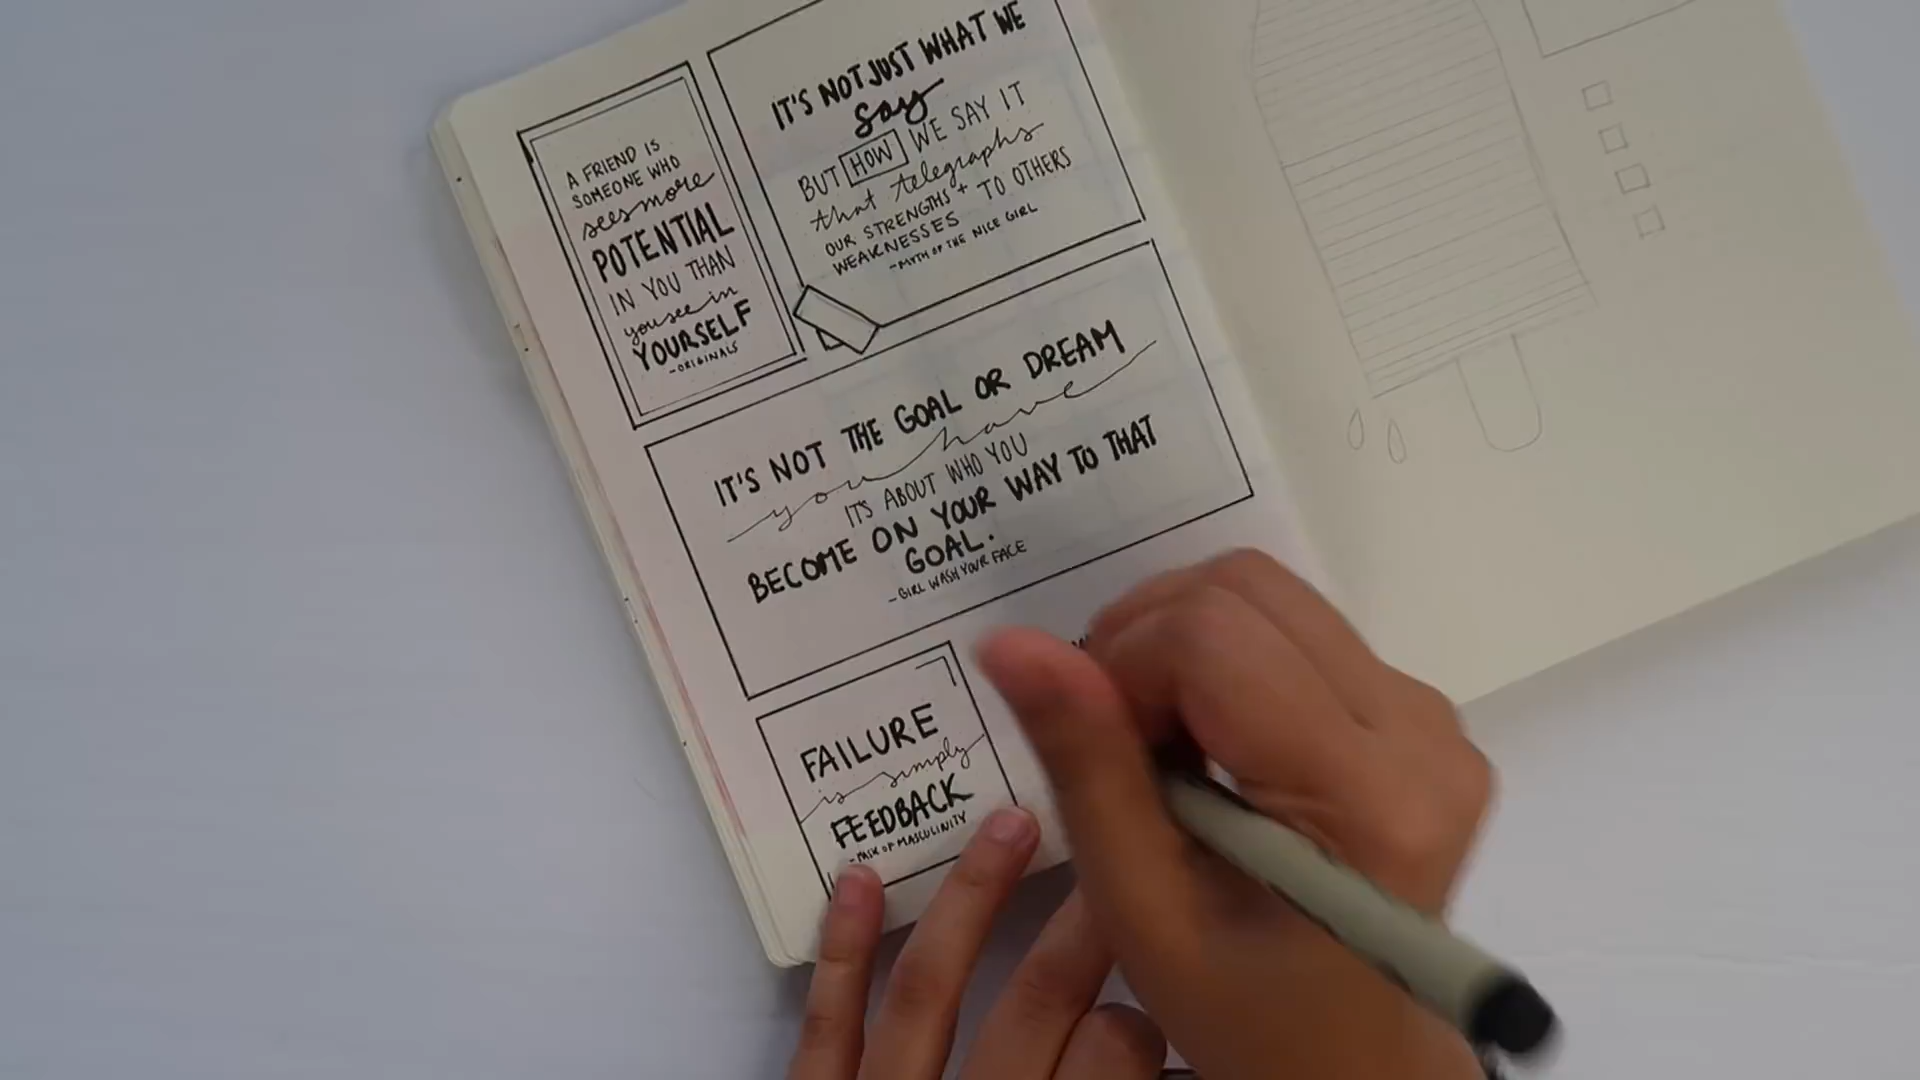 A FRIEND IS
SOMEONE WHO
sees more
POTENTIAL
IN YOU THAN
you see in
YOURSELF
-ORIGINALS
IT'S NOT JUST WHAT WE
say
BUT HOW WE SAY IT
that telegraphs
OUR STRENGTHS + TO OTHERS
WEAKNESSES
-MYTH OF THE NICE GIRL
IT'S NOT THE GOAL OR DREAM
you have
ITS ABOUT WHO YOU
BECOME ON YOUR WAY TO THAT
GOAL.
-GIRL WASH YOUR FACE
FAILURE
is simply
FEEDBACK
-MASK OF MASCULINITY